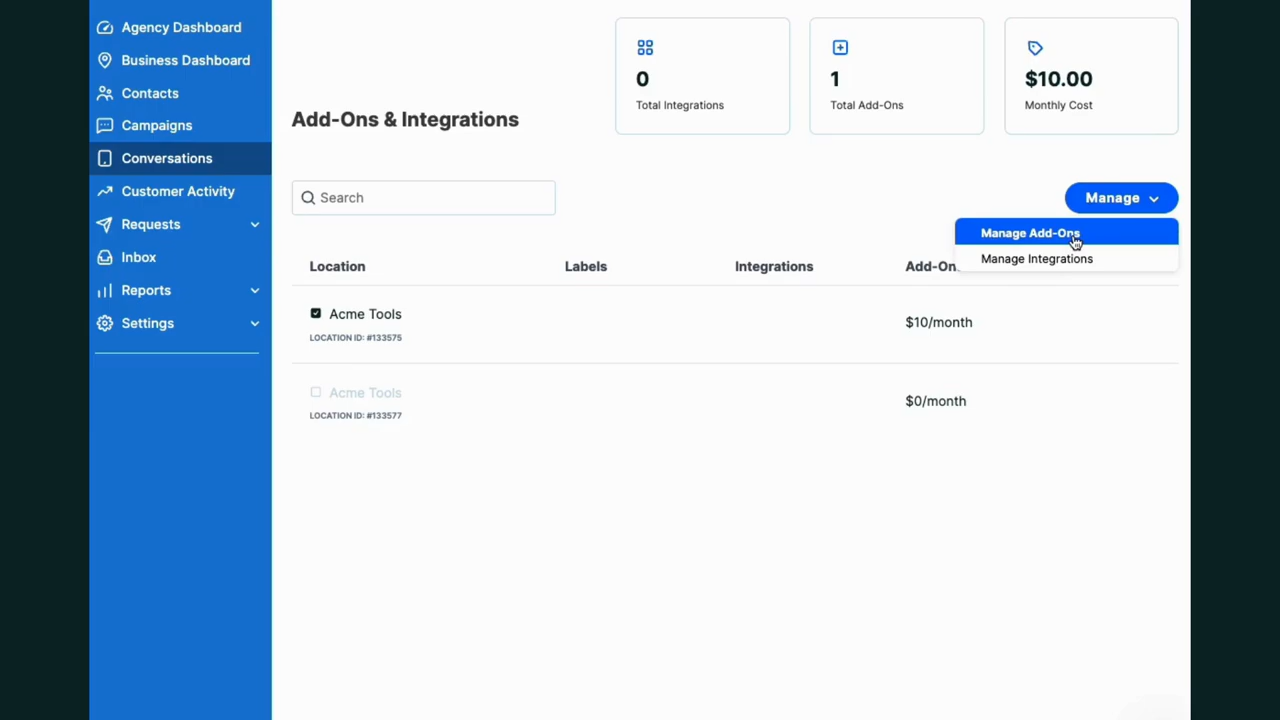 Agency Dashboard
Business Dashboard
Contacts
Campaigns
Conversations
Customer Activity
Requests
Inbox
Reports
Settings
Add-Ons & Integrations
0
Total Integrations
1
Total Add-Ons
$10.00
Monthly Cost
Search
Manage
Manage Add-Ons
Manage Integrations
Location Labels Integrations Add-On
Acme Tools
LOCATION ID: #133575
$10/month
Acme Tools
LOCATION ID: #133577
$0/month